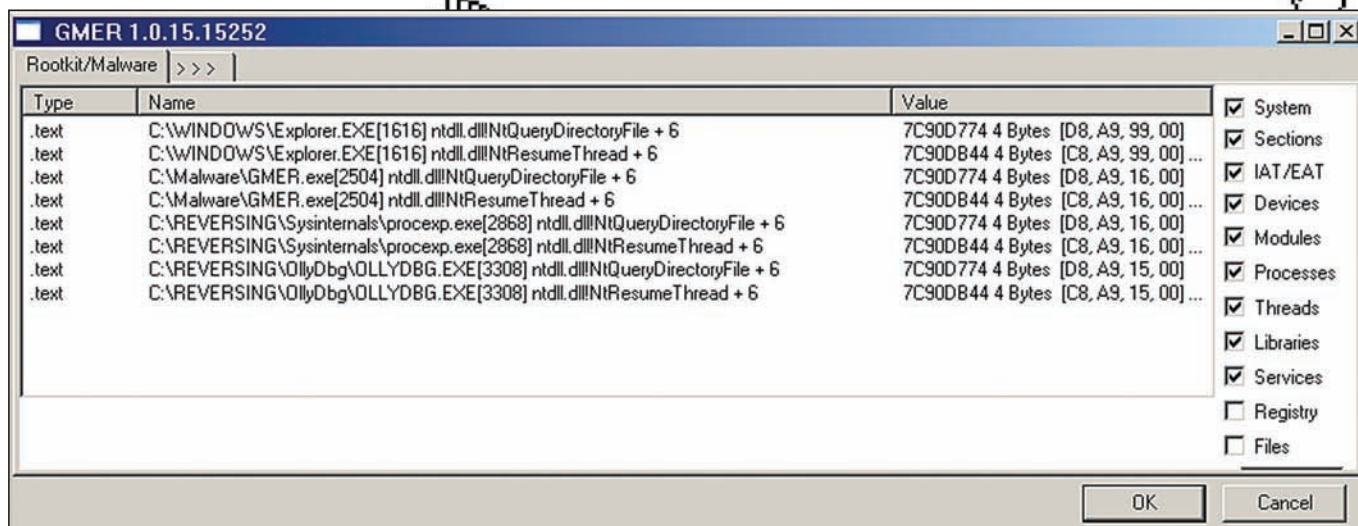 GMER 1.0.15.15252
Rootkit/Malware > > >
Type Name Value
.text C:\WINDOWS\Explorer.EXE[1616] ntdll.dll!NtQueryDirectoryFile + 6 7C90D774 4 Bytes [D8, A9, 99, 00]
.text C:\WINDOWS\Explorer.EXE[1616] ntdll.dll!NtResumeThread + 6 7C90DB44 4 Bytes [C8, A9, 99, 00] ...
.text C:\Malware\GMER.exe[2504] ntdll.dll!NtQueryDirectoryFile + 6 7C90D774 4 Bytes [D8, A9, 16, 00]
.text C:\Malware\GMER.exe[2504] ntdll.dll!NtResumeThread + 6 7C90DB44 4 Bytes [C8, A9, 16, 00] ...
.text C:\REVERSING\Sysinternals\procexp.exe[2868] ntdll.dll!NtQueryDirectoryFile + 6 7C90D774 4 Bytes [D8, A9, 16, 00]
.text C:\REVERSING\Sysinternals\procexp.exe[2868] ntdll.dll!NtResumeThread + 6 7C90DB44 4 Bytes [C8, A9, 16, 00] ...
.text C:\REVERSING\OllyDbg\OLLYDBG.EXE[3308] ntdll.dll!NtQueryDirectoryFile + 6 7C90D774 4 Bytes [D8, A9, 15, 00]
.text C:\REVERSING\OllyDbg\OLLYDBG.EXE[3308] ntdll.dll!NtResumeThread + 6 7C90DB44 4 Bytes [C8, A9, 15, 00] ...
System
Sections
IAT/EAT
Devices
Modules
Processes
Threads
Libraries
Services
Registry
Files
OK Cancel